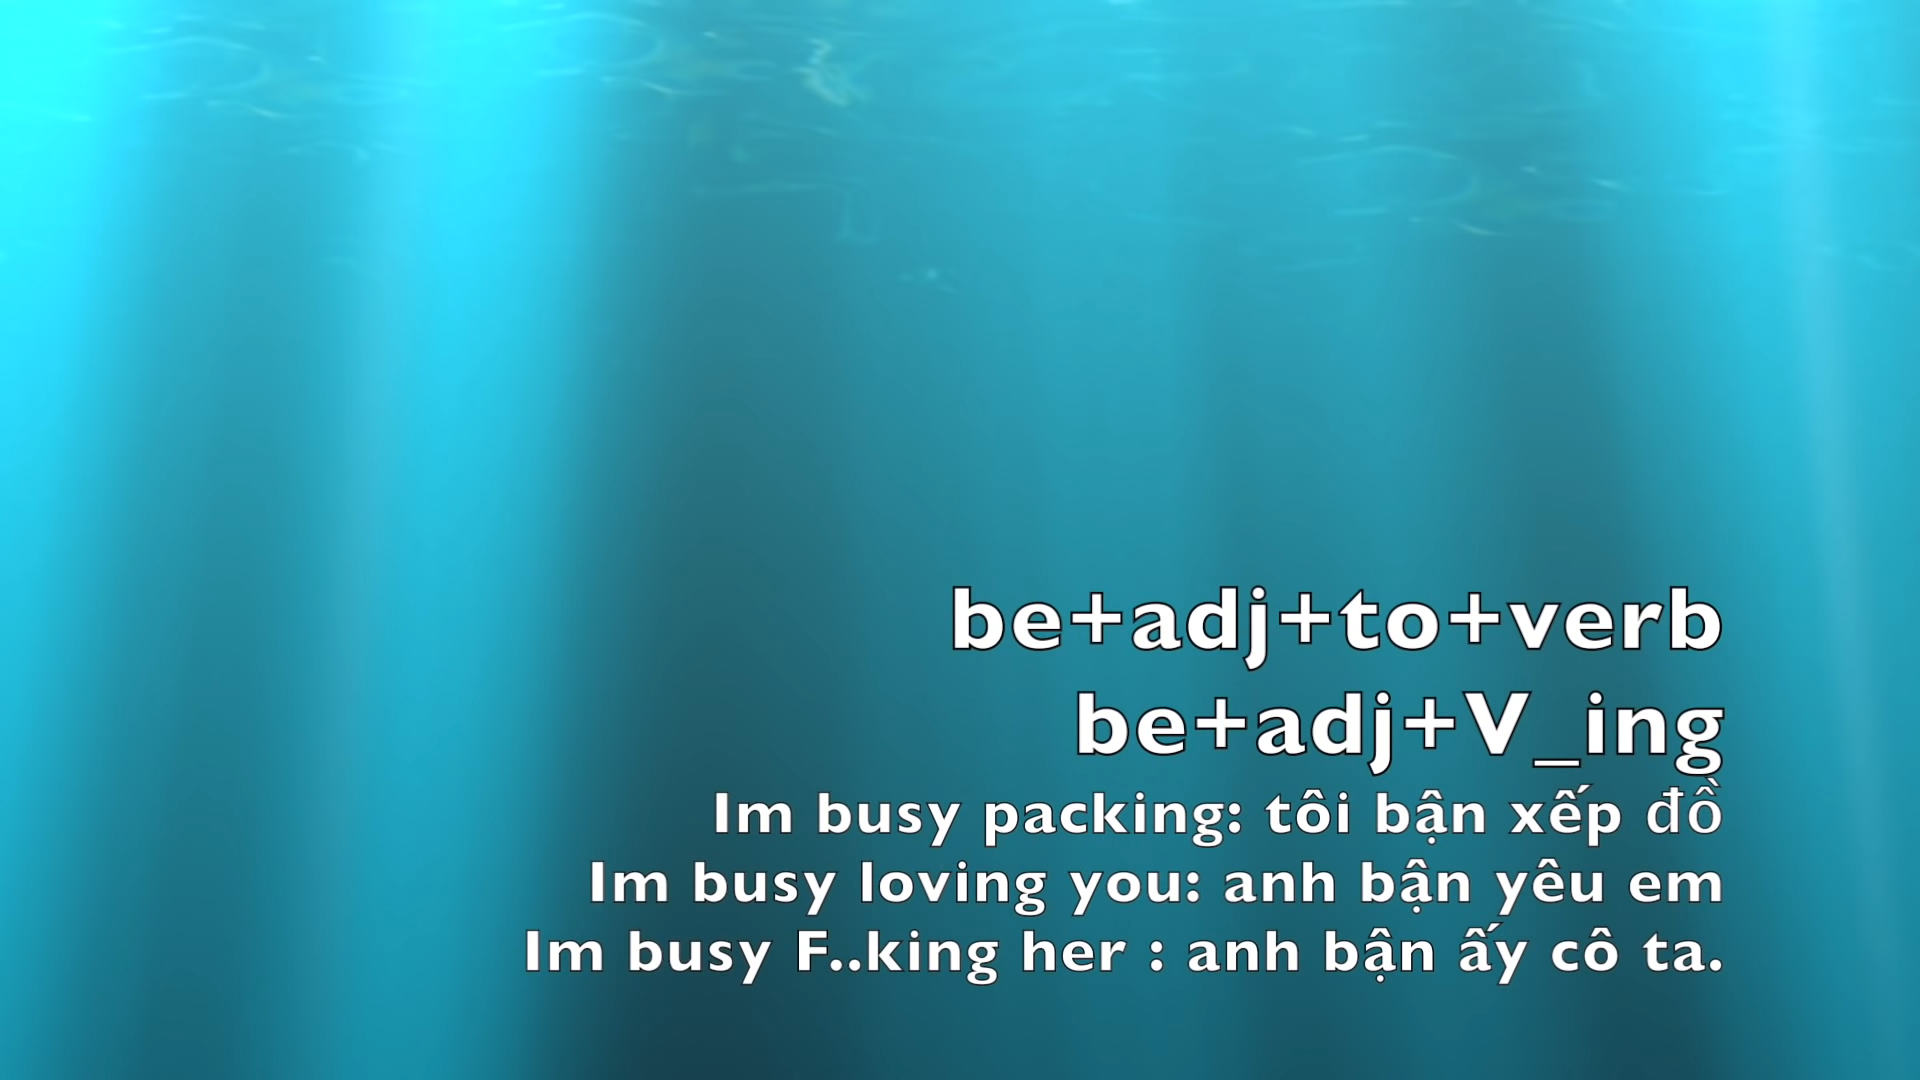 be+adj+to+verb
be+adj+V_ing
Im busy packing: tôi bận xếp đồ
Im busy loving you: anh bận yêu em
Im busy F..king her : anh bận ấy cô ta.